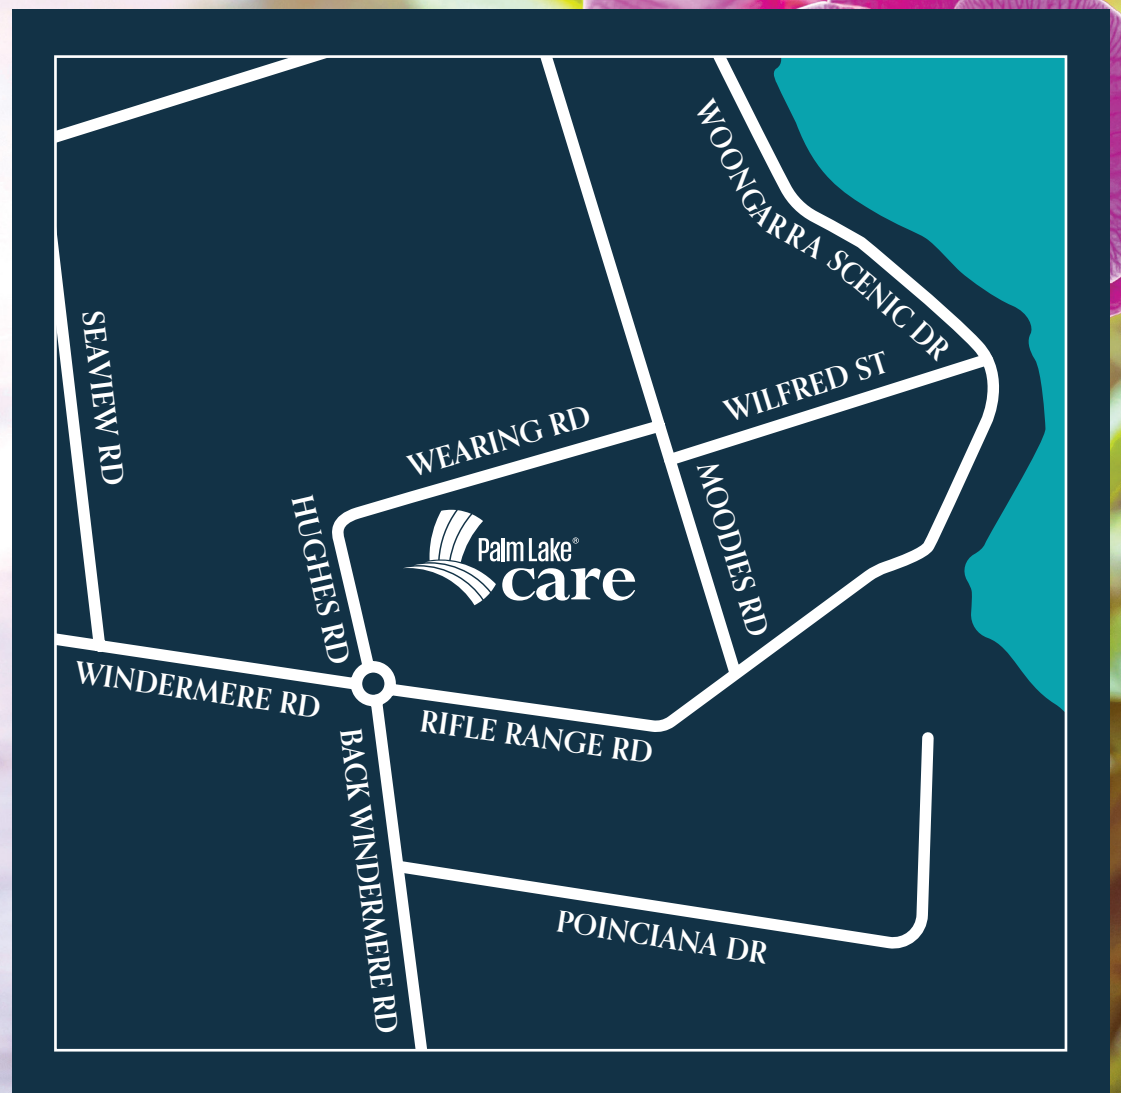 WOONGARRA SCENIC DR
SEAVIEW RD
WILFRED ST
WEARING RD
HUGHES RD
MOODIES RD
Palm Lake®
care
WINDERMERE RD
RIFLE RANGE RD
BACK WINDERMERE RD
POINCIANA DR